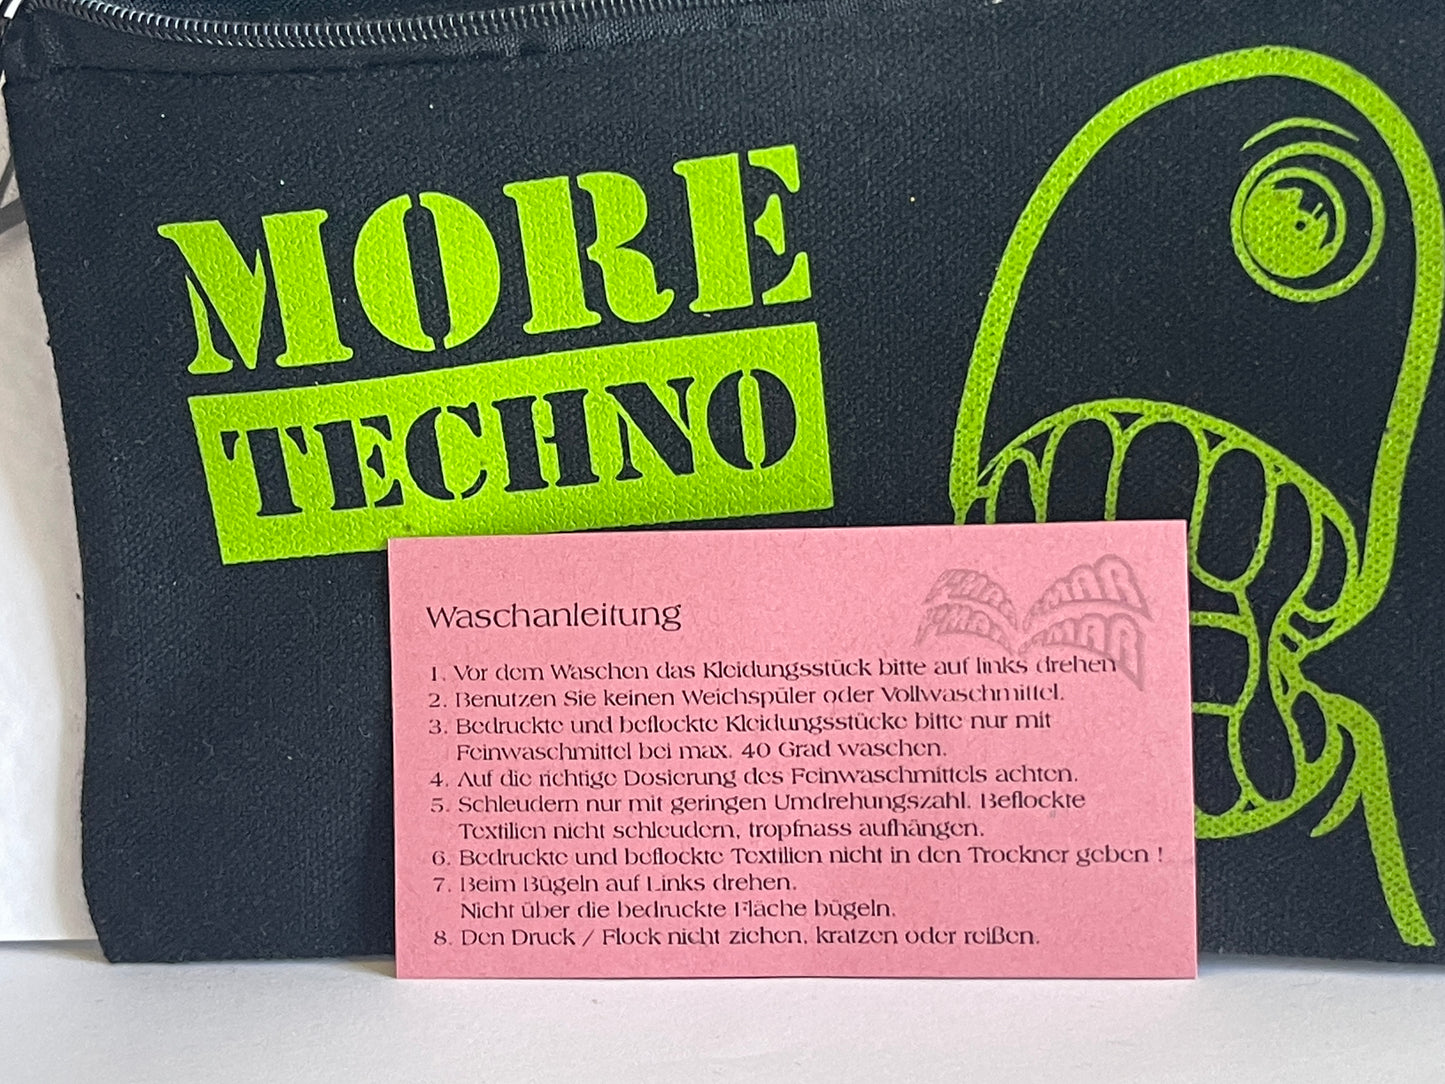 MORE
TECHNO
Waschanleitung
1. Vor dem Waschen das Kleidungsstück bitte auf links drehen
2. Benutzen Sie keinen Weichspüler oder Vollwaschmittel.
3. Bedruckte und beflockte Kleidungsstücke bitte nur mit
Feinwaschmittel bei max. 40 Grad waschen.
4. Auf die richtige Dosierung des Feinwaschmittels achten.
5. Schleudern nur mit geringen Umdrehungszahl. Beflockte
Textilien nicht schleudern, tropfnass aufhängen.
6. Bedruckte und beflockte Textilien nicht in den Trockner geben !
7. Beim Bügeln auf Links drehen.
Nicht über die bedruckte Fläche bügeln.
8. Den Druck / Flock nicht ziehen, kratzen oder reißen.